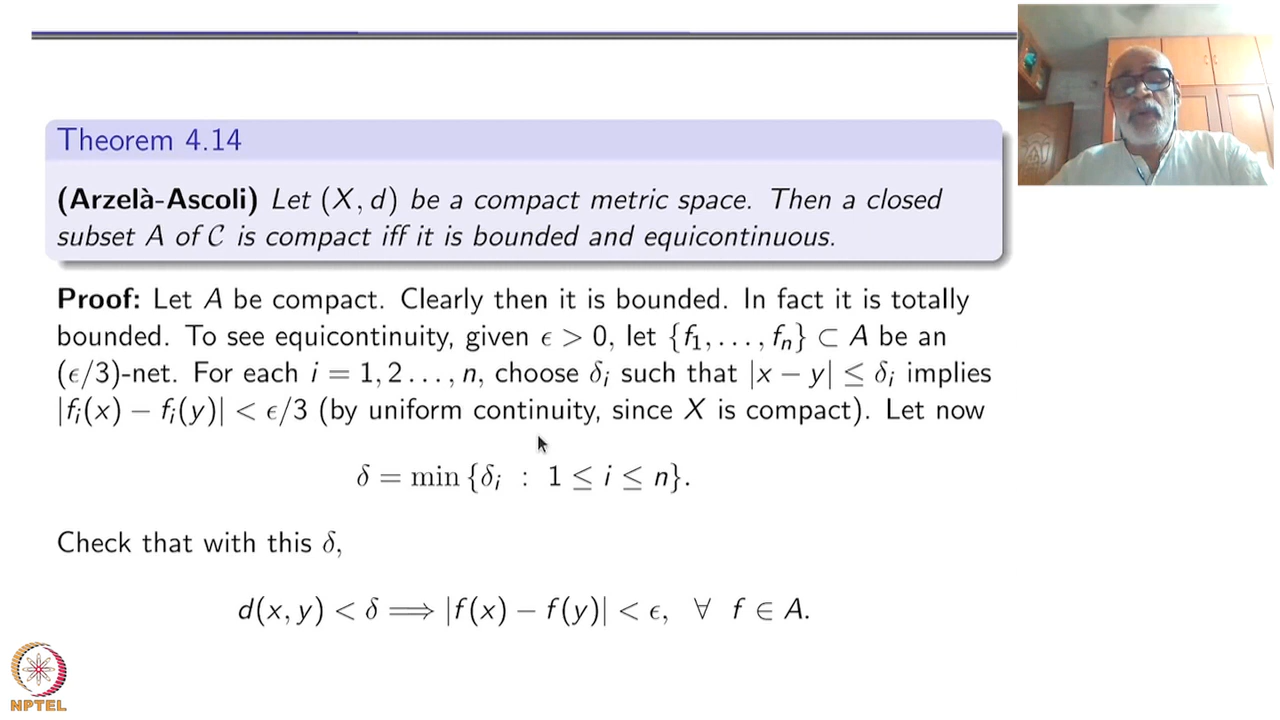 Theorem 4.14
(Arzelà-Ascoli) Let (X, d) be a compact metric space. Then a closed
subset A of 𝒞 is compact iff it is bounded and equicontinuous.
Proof: Let A be compact. Clearly then it is bounded. In fact it is totally
bounded. To see equicontinuity, given ϵ > 0, let {f₁, . . . , fₙ} ⊂ A be an
(ϵ/3)-net. For each i = 1, 2 . . . , n, choose δᵢ such that |x − y| ≤ δᵢ implies
|fᵢ(x) − fᵢ(y)| < ϵ/3 (by uniform continuity, since X is compact). Let now
δ = min {δᵢ : 1 ≤ i ≤ n}.
Check that with this δ,
d(x, y) < δ ⟹ |f(x) − f(y)| < ϵ, ∀ f ∈ A.
NPTEL